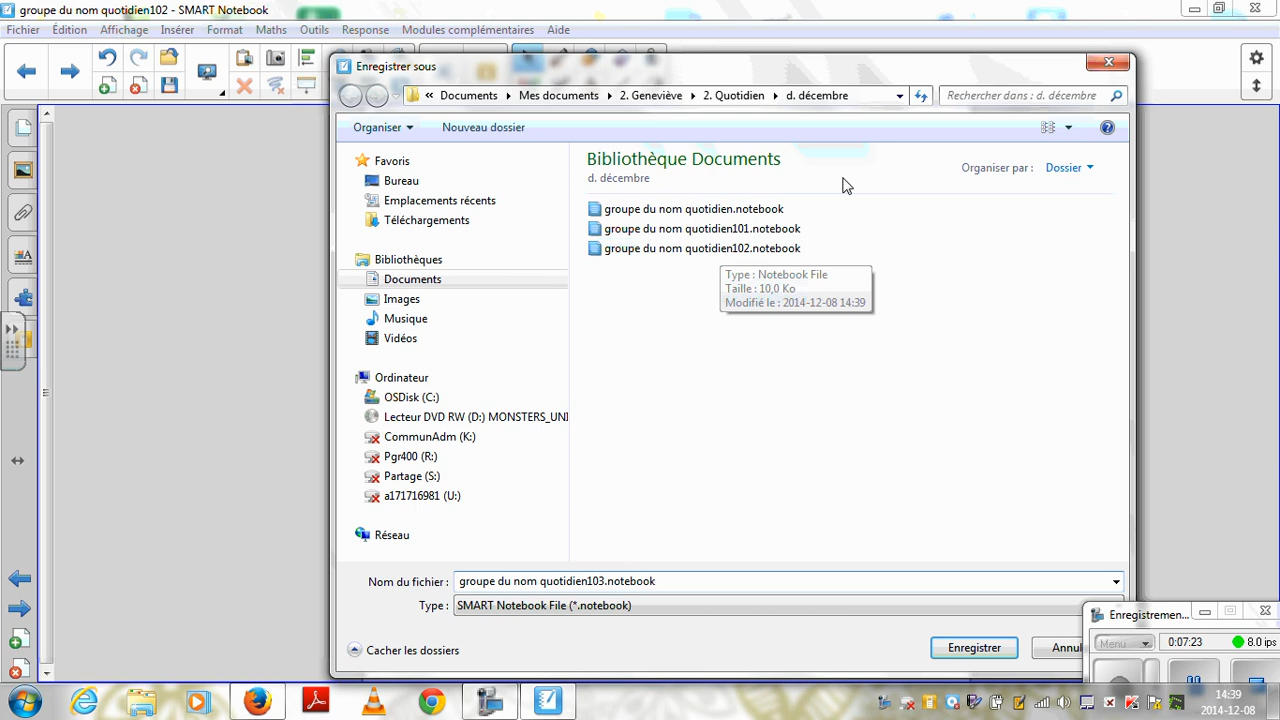 groupe du nom quotidien102 - SMART Notebook
Fichier Édition Affichage Insérer Format Maths Outils Response Modules complémentaires Aide
Enregistrer sous
« Documents Mes documents 2. Geneviève 2. Quotidien d. décembre
Rechercher dans : d. décembre
Organiser Nouveau dossier
Favoris
Bureau
Emplacements récents
Téléchargements
Bibliothèques
Documents
Images
Musique
Vidéos
Ordinateur
OSDisk (C:)
Lecteur DVD RW (D:) MONSTERS_UNI
CommunAdm (K:)
Pgr400 (R:)
Partage (S:)
a171716981 (U:)
Réseau
Bibliothèque Documents
d. décembre
Organiser par : Dossier
groupe du nom quotidien.notebook
groupe du nom quotidien101.notebook
groupe du nom quotidien102.notebook
Type : Notebook File
Taille : 10,0 Ko
Modifié le : 2014-12-08 14:39
Nom du fichier : groupe du nom quotidien103.notebook
Type : SMART Notebook File (*.notebook)
Cacher les dossiers
Enregistrer
Annul
Enregistremen...
Menu 0:07:23 8.0 ips
14:39
2014-12-08